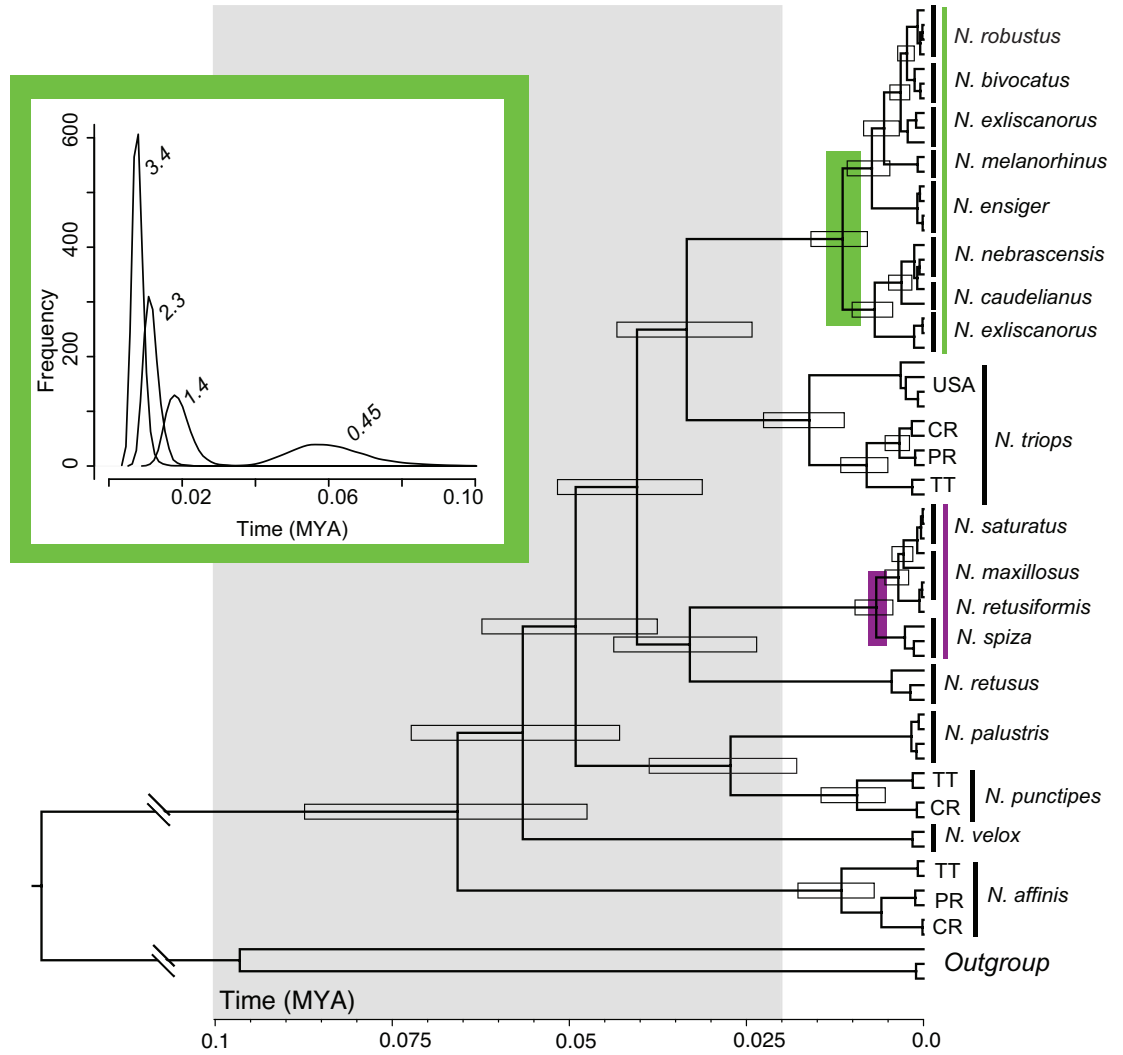 N. robustus
N. bivocatus
N. exliscanorus
N. melanorhinus
N. ensiger
N. nebrascensis
N. caudelianus
N. exliscanorus
USA
CR
PR
TT
N. triops
N. saturatus
N. maxillosus
N. retusiformis
N. spiza
N. retusus
N. palustris
TT
CR
N. punctipes
N. velox
TT
PR
CR
N. affinis
Outgroup
Frequency
600
400
200
0
3.4
2.3
1.4
0.45
0.02
0.06
0.10
Time (MYA)
Time (MYA)
0.1
0.075
0.05
0.025
0.0